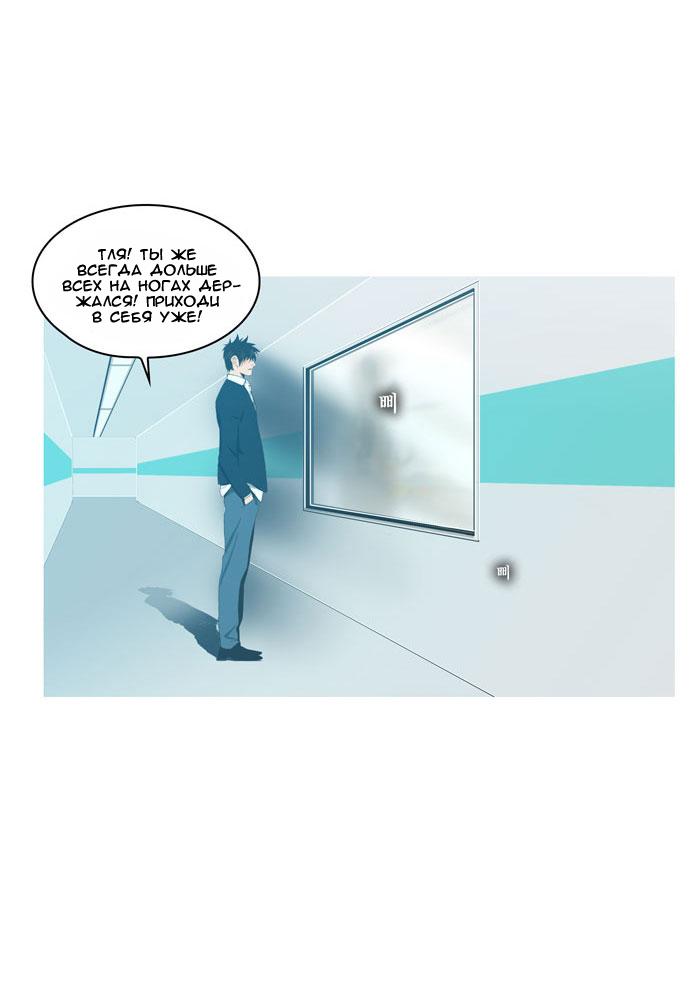 ТЛЯ! ТЫ ЖЕ
ВСЕГДА ДОЛЬШЕ
ВСЕХ НА НОГАХ ДЕР-
ЖАЛСЯ! ПРИХОДИ
В СЕБЯ УЖЕ!
삐
삐